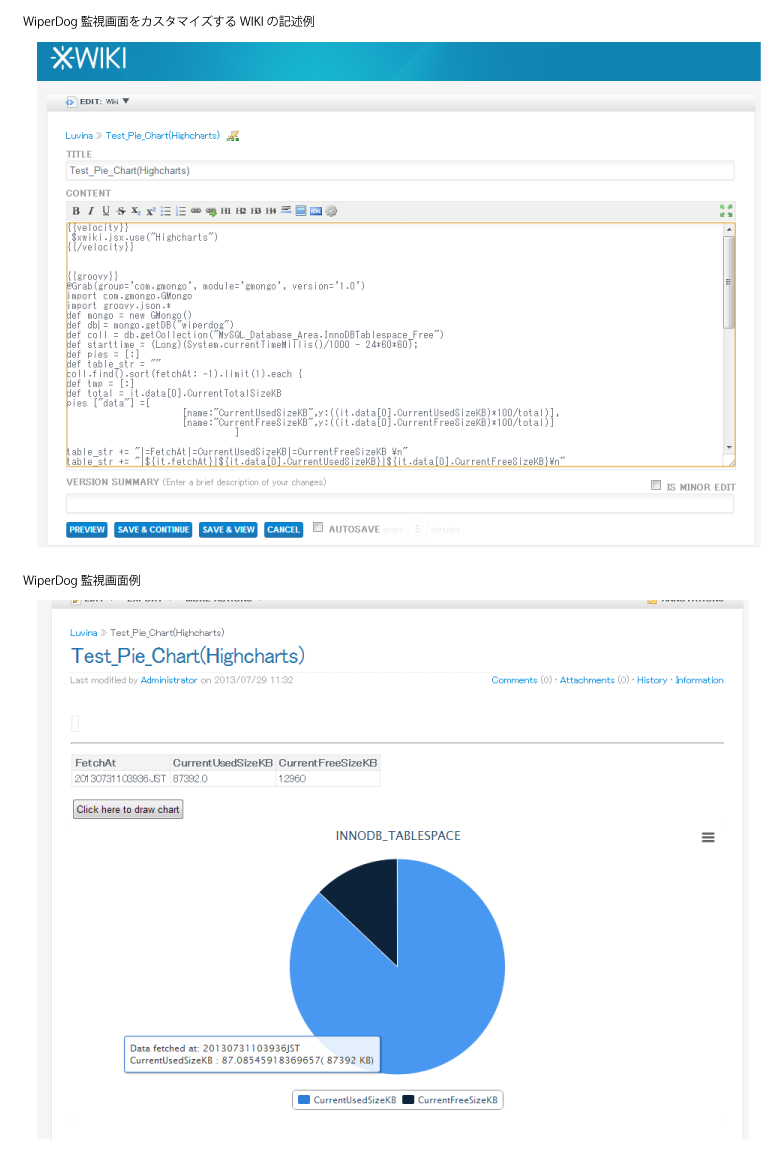 WiperDog 監視画面をカスタマイズする WIKI の記述例
XWIKI
EDIT: Wiki ▼
Luvina » Test_Pie_Chart(Highcharts)
TITLE
Test_Pie_Chart(Highcharts)
CONTENT
B I U S X₂ X² H1 H2 H3 H4
{{velocity}}
$xwiki.jsx.use("Highcharts")
{{/velocity}}
{{groovy}}
@Grab(group='com.gmongo', module='gmongo', version='1.0')
import com.gmongo.GMongo
import groovy.json.*
def mongo = new GMongo()
def db = mongo.getDB("wiperdog")
def coll = db.getCollection("MySQL_Database_Area.InnoDBTablespace_Free")
def starttime = (Long)(System.currentTimeMillis()/1000 - 24*60*60);
def pies = [:]
def table_str = ""
coll.find().sort(fetchAt: -1).limit(1).each {
def tmp = [:]
def total = it.data[0].CurrentTotalSizeKB
pies ["data"] =[
[name:"CurrentUsedSizeKB",y:((it.data[0].CurrentUsedSizeKB)*100/total)],
[name:"CurrentFreeSizeKB",y:((it.data[0].CurrentFreeSizeKB)*100/total)]
]
table_str += "|=FetchAt|=CurrentUsedSizeKB|=CurrentFreeSizeKB ¥n"
table_str += "|${it.fetchAt}|${it.data[0].CurrentUsedSizeKB}|${it.data[0].CurrentFreeSizeKB}¥n"
VERSION SUMMARY (Enter a brief description of your changes)
IS MINOR EDIT
PREVIEW SAVE & CONTINUE SAVE & VIEW CANCEL AUTOSAVE every 5 minutes
WiperDog 監視画面例
EDIT EXPORT MORE ACTIONS ANNOTATIONS
Luvina » Test_Pie_Chart(Highcharts)
Test_Pie_Chart(Highcharts)
Last modified by Administrator on 2013/07/29 11:32 Comments (0) · Attachments (0) · History · Information
FetchAt CurrentUsedSizeKB CurrentFreeSizeKB
20130731103936JST 87392.0 12960
Click here to draw chart
INNODB_TABLESPACE
Data fetched at: 20130731103936JST
CurrentUsedSizeKB : 87.08545918369657( 87392 KB)
CurrentUsedSizeKB CurrentFreeSizeKB